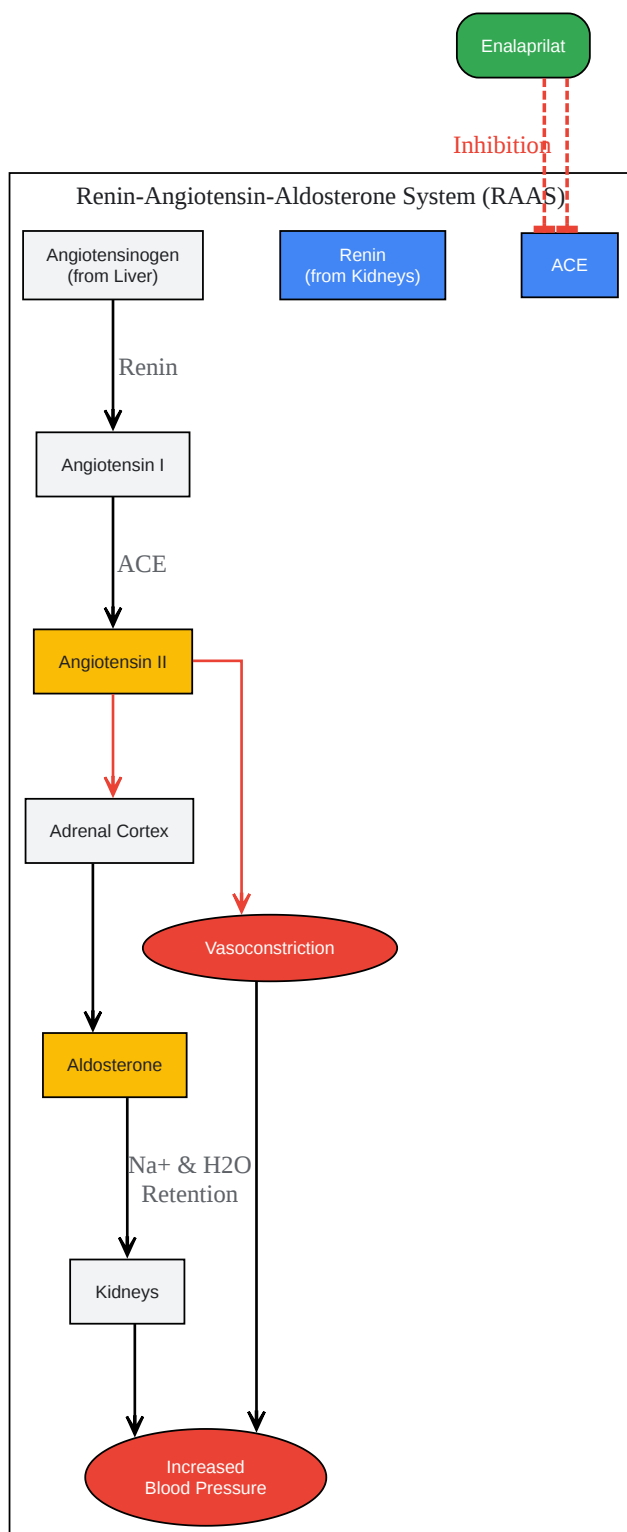 Enalaprilat
Inhibition
Renin-Angiotensin-Aldosterone System (RAAS)
Angiotensinogen
(from Liver)
Renin
(from Kidneys)
ACE
Renin
Angiotensin I
ACE
Angiotensin II
Adrenal Cortex
Vasoconstriction
Aldosterone
Na+ & H2O
Retention
Kidneys
Increased
Blood Pressure